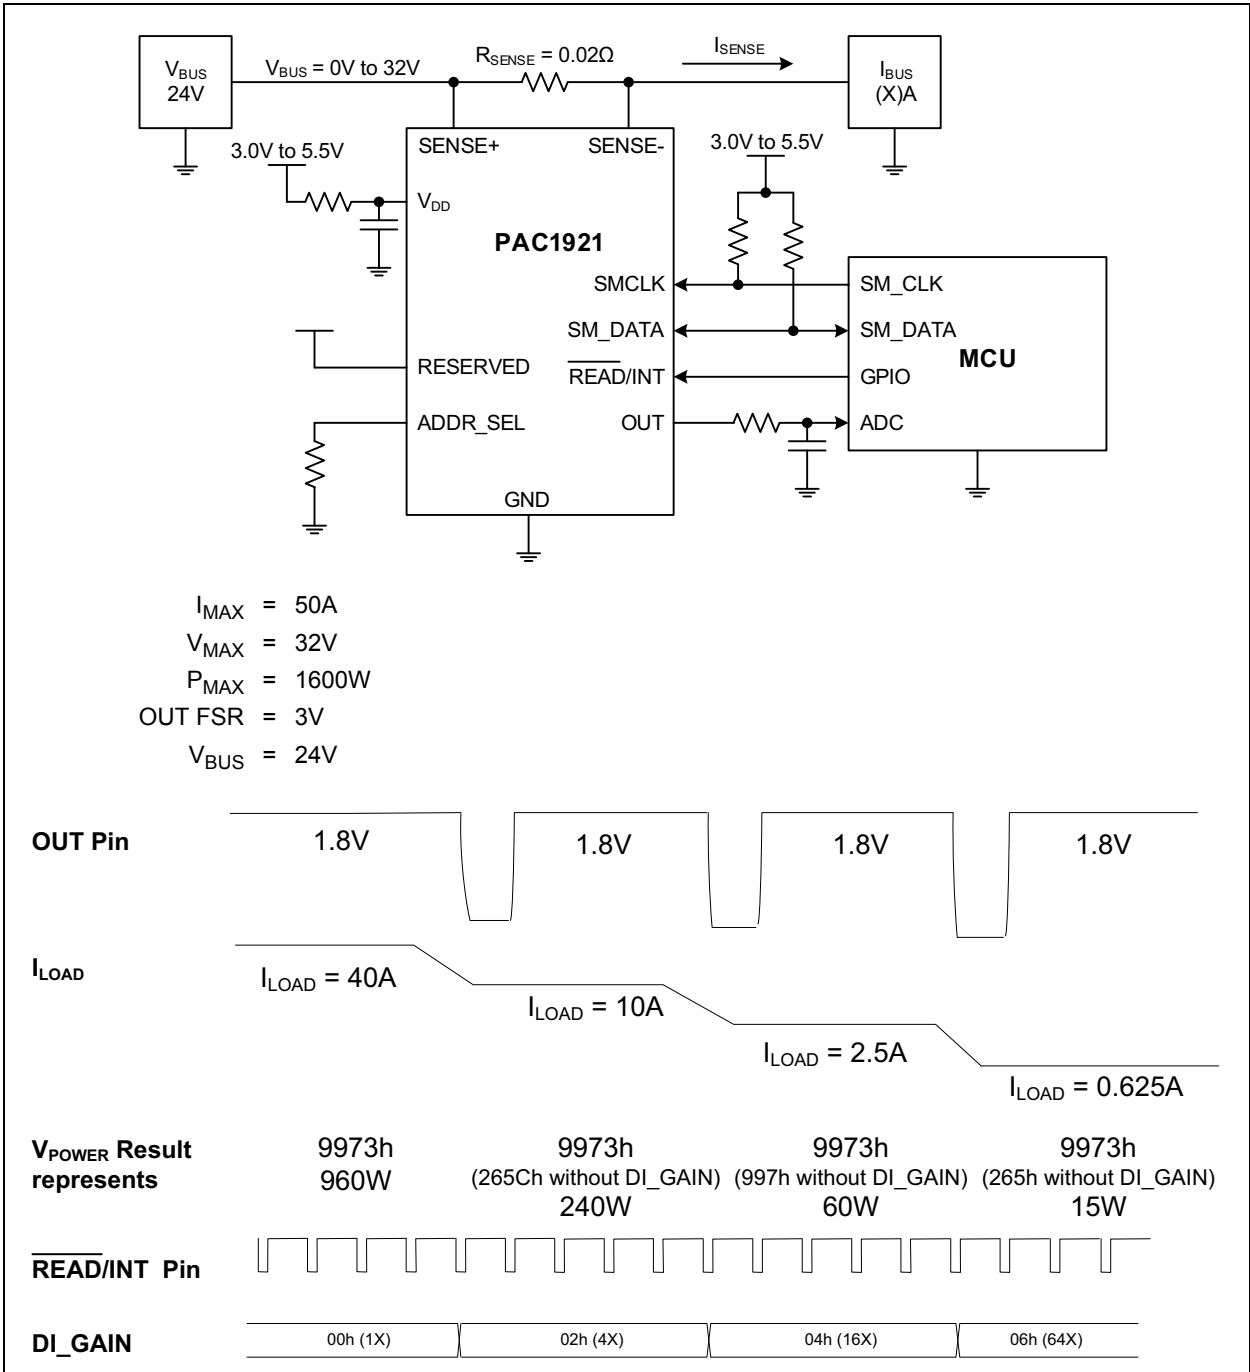 V_BUS
24V
V_BUS = 0V to 32V
R_SENSE = 0.02Ω
I_SENSE
I_BUS
(X)A
SENSE+
SENSE-
3.0V to 5.5V
3.0V to 5.5V
V_DD
PAC1921
SMCLK
SM_CLK
SM_DATA
SM_DATA
MCU
RESERVED
READ/INT
GPIO
ADDR_SEL
OUT
ADC
GND
I_MAX = 50A
V_MAX = 32V
P_MAX = 1600W
OUT FSR = 3V
V_BUS = 24V
OUT Pin
1.8V
1.8V
1.8V
1.8V
I_LOAD
I_LOAD = 40A
I_LOAD = 10A
I_LOAD = 2.5A
I_LOAD = 0.625A
V_POWER Result
represents
9973h
960W
9973h
(265Ch without DI_GAIN)
240W
9973h
(997h without DI_GAIN)
60W
9973h
(265h without DI_GAIN)
15W
READ/INT Pin
DI_GAIN
00h (1X)
02h (4X)
04h (16X)
06h (64X)